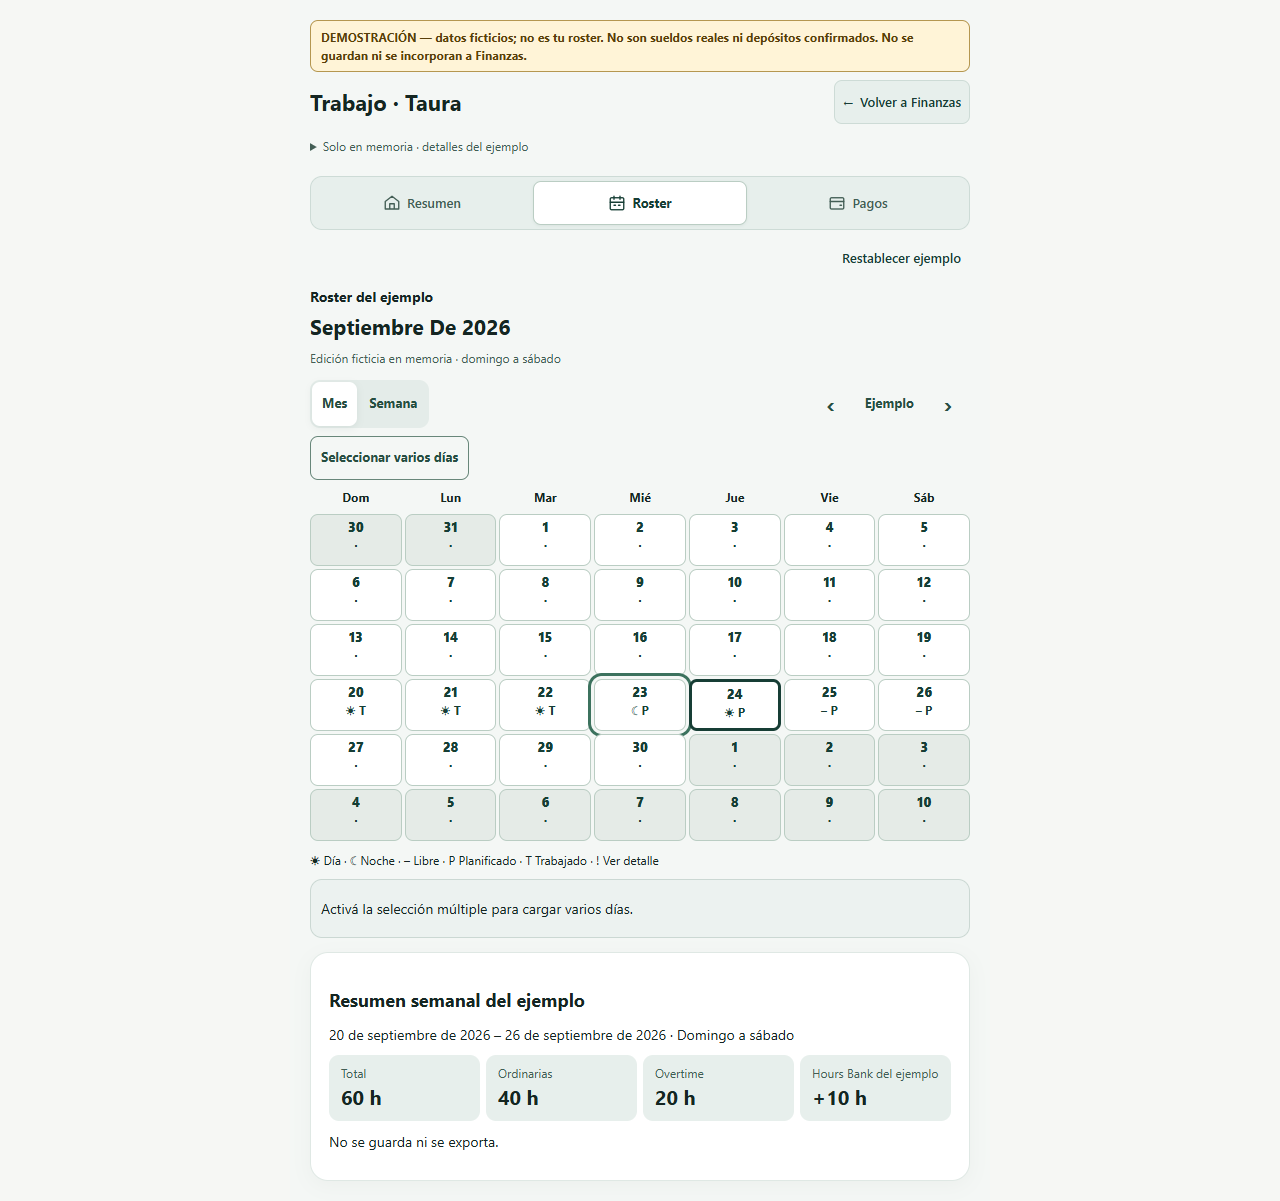 DEMOSTRACIÓN — datos ficticios; no es tu roster. No son sueldos reales ni depósitos confirmados. No se
guardan ni se incorporan a Finanzas.
Trabajo · Taura
← Volver a Finanzas
▶ Solo en memoria · detalles del ejemplo
Resumen
Roster
Pagos
Restablecer ejemplo
Roster del ejemplo
Septiembre De 2026
Edición ficticia en memoria · domingo a sábado
Mes Semana
‹ Ejemplo ›
Seleccionar varios días
Dom Lun Mar Mié Jue Vie Sáb
30 31 1 2 3 4 5
· · · · · · ·
6 7 8 9 10 11 12
· · · · · · ·
13 14 15 16 17 18 19
· · · · · · ·
20 21 22 23 24 25 26
☀ T ☀ T ☀ T ☾ P ☀ P – P – P
27 28 29 30 1 2 3
· · · · · · ·
4 5 6 7 8 9 10
· · · · · · ·
☀ Día · ☾ Noche · – Libre · P Planificado · T Trabajado · ! Ver detalle
Activá la selección múltiple para cargar varios días.
Resumen semanal del ejemplo
20 de septiembre de 2026 – 26 de septiembre de 2026 · Domingo a sábado
Total Ordinarias Overtime Hours Bank del ejemplo
60 h 40 h 20 h +10 h
No se guarda ni se exporta.